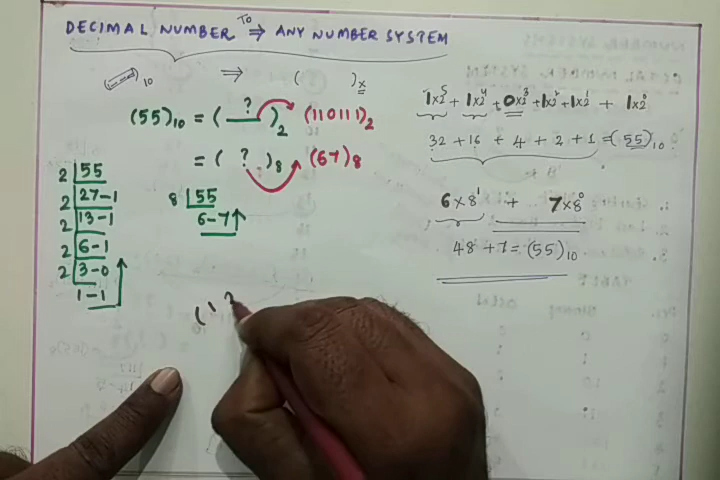 DECIMAL NUMBER TO ⇒ ANY NUMBER SYSTEM
( )10 ⇒ ( )x
(55)10 = ( ? )2 (110111)2
= ( ? )8 (67)8
2 55
2 27-1
2 13-1
2 6-1
2 3-0
1-1
8 55
6-7
1x2^5 + 1x2^4 + 0x2^3 + 1x2^2 + 1x2^1 + 1x2^0
32 + 16 + 4 + 2 + 1 = (55)10
6x8^1 + 7x8^0
48 + 7 = (55)10
(1